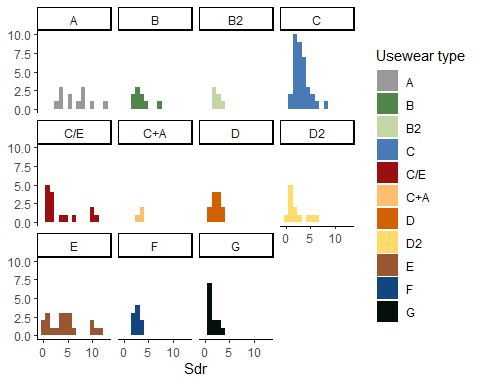 A B B2 C
10.0
7.5
5.0
2.5
0.0
C/E C+A D D2
10.0
7.5
5.0
2.5
0.0
0 5 10
E F G
10.0
7.5
5.0
2.5
0.0
0 5 10 0 5 10 0 5 10
Sdr
Usewear type
A
B
B2
C
C/E
C+A
D
D2
E
F
G